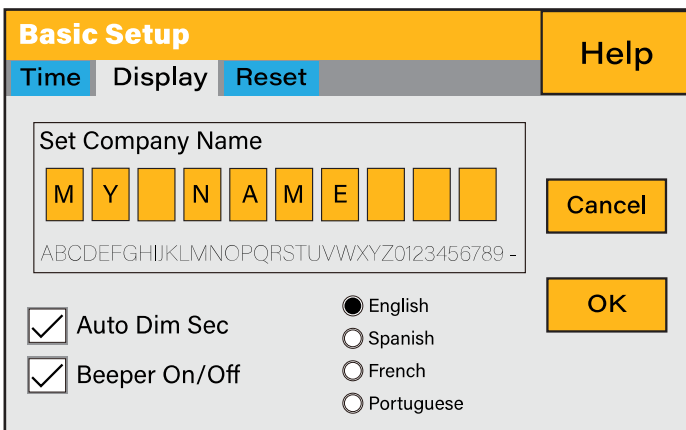 Basic Setup
Help
Time Display Reset
Set Company Name
M Y N A M E
ABCDEFGHIJKLMNOPQRSTUVWXYZ0123456789 -
Cancel
OK
Auto Dim Sec
Beeper On/Off
English
Spanish
French
Portuguese